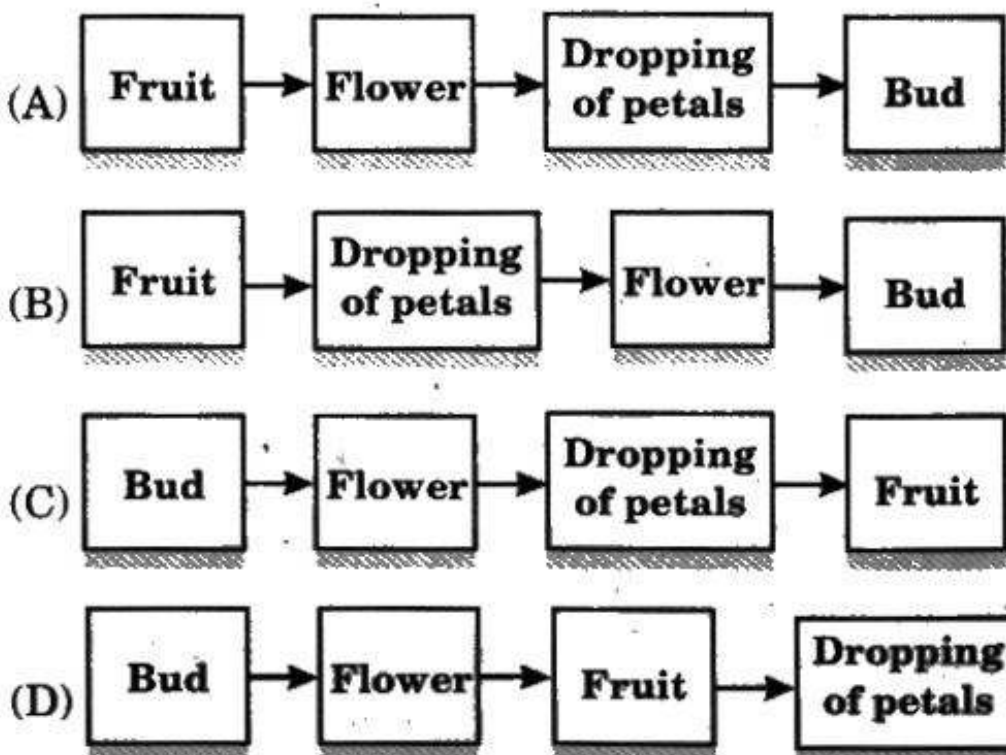 (A) Fruit Flower Dropping of petals Bud
(B) Fruit Dropping of petals Flower Bud
(C) Bud Flower Dropping of petals Fruit
(D) Bud Flower Fruit Dropping of petals